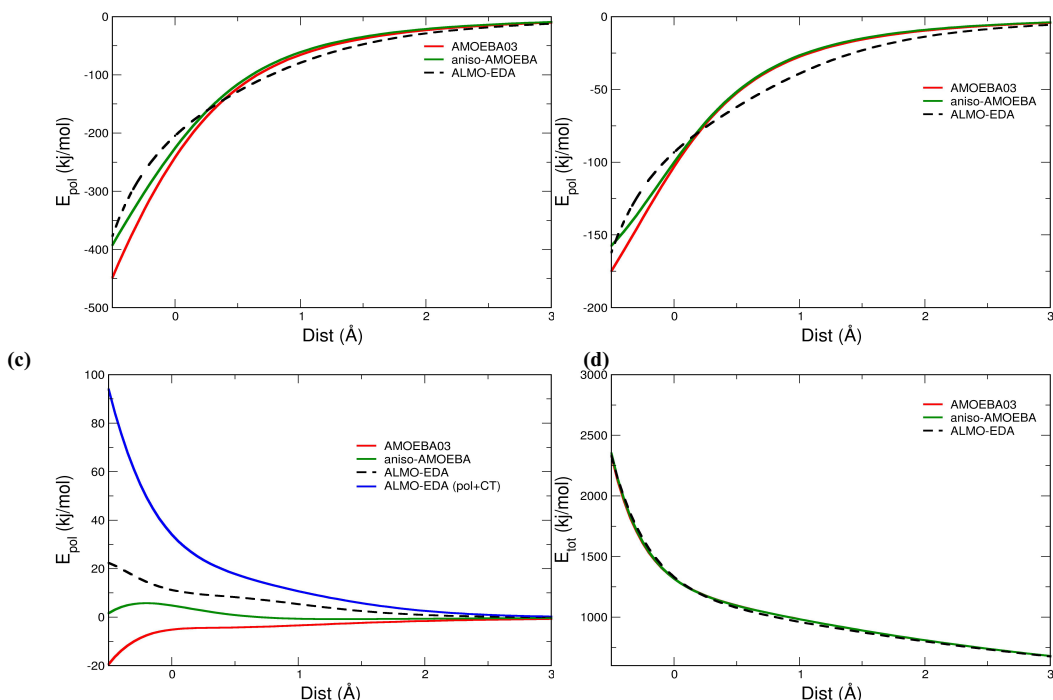 0
-100
-200
-300
-400
-500
E_pol (kj/mol)
AMOEBA03
aniso-AMOEBA
ALMO-EDA
0
1
2
3
Dist (Å)
0
-50
-100
-150
-200
E_pol (kj/mol)
AMOEBA03
aniso-AMOEBA
ALMO-EDA
0
1
2
3
Dist (Å)
(c)
100
80
60
40
20
0
-20
E_pol (kj/mol)
AMOEBA03
aniso-AMOEBA
ALMO-EDA
ALMO-EDA (pol+CT)
0
1
2
3
Dist (Å)
(d)
3000
2500
2000
1500
1000
E_tot (kj/mol)
AMOEBA03
aniso-AMOEBA
ALMO-EDA
0
1
2
3
Dist (Å)